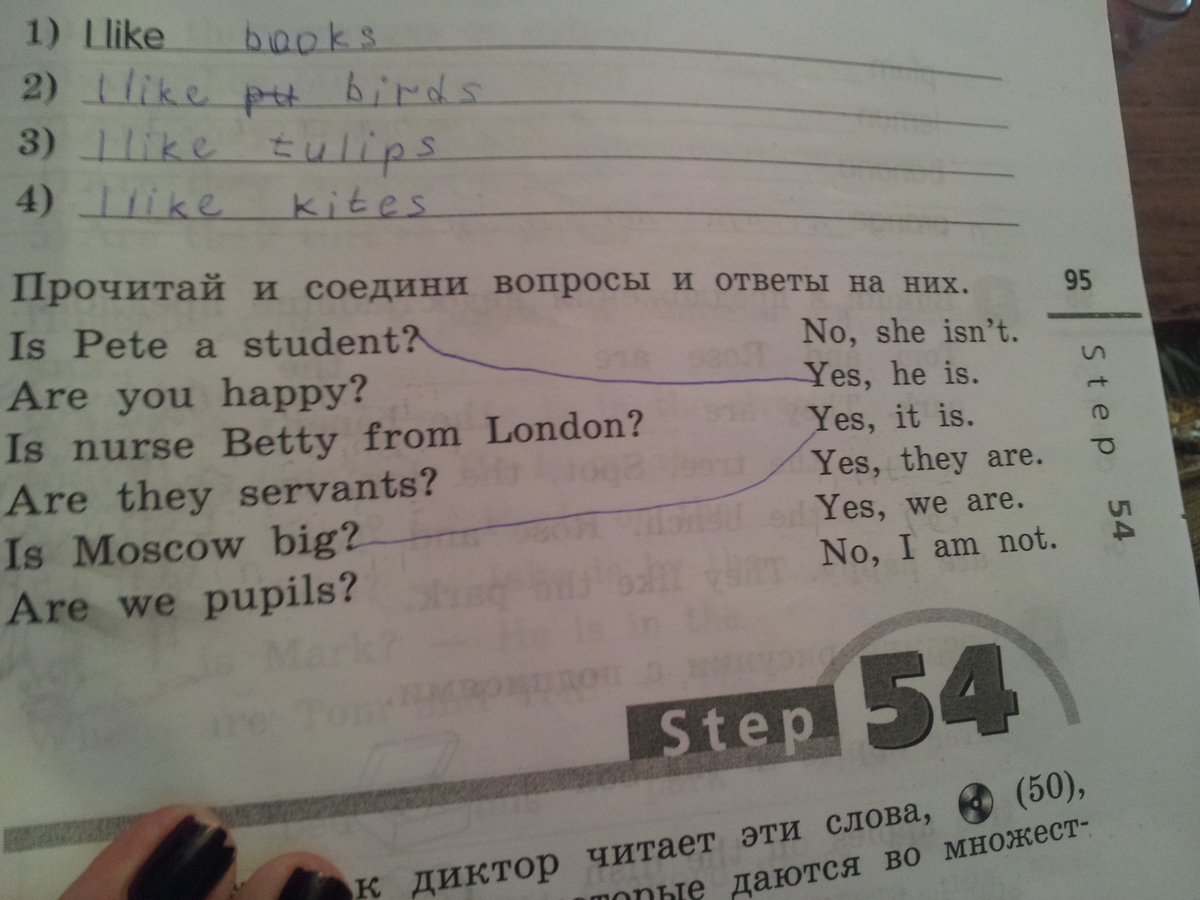 1) I like books
2) I like birds
3) I like tulips
4) I like kites
Прочитай и соедини вопросы и ответы на них.
95
Is Pete a student?
No, she isn't.
Are you happy?
Yes, he is.
Is nurse Betty from London?
Yes, it is.
Are they servants?
Yes, they are.
Is Moscow big?
Yes, we are.
Are we pupils?
No, I am not.
Step 54
Step 54
к диктор читает эти слова, (50),
даются во множест-